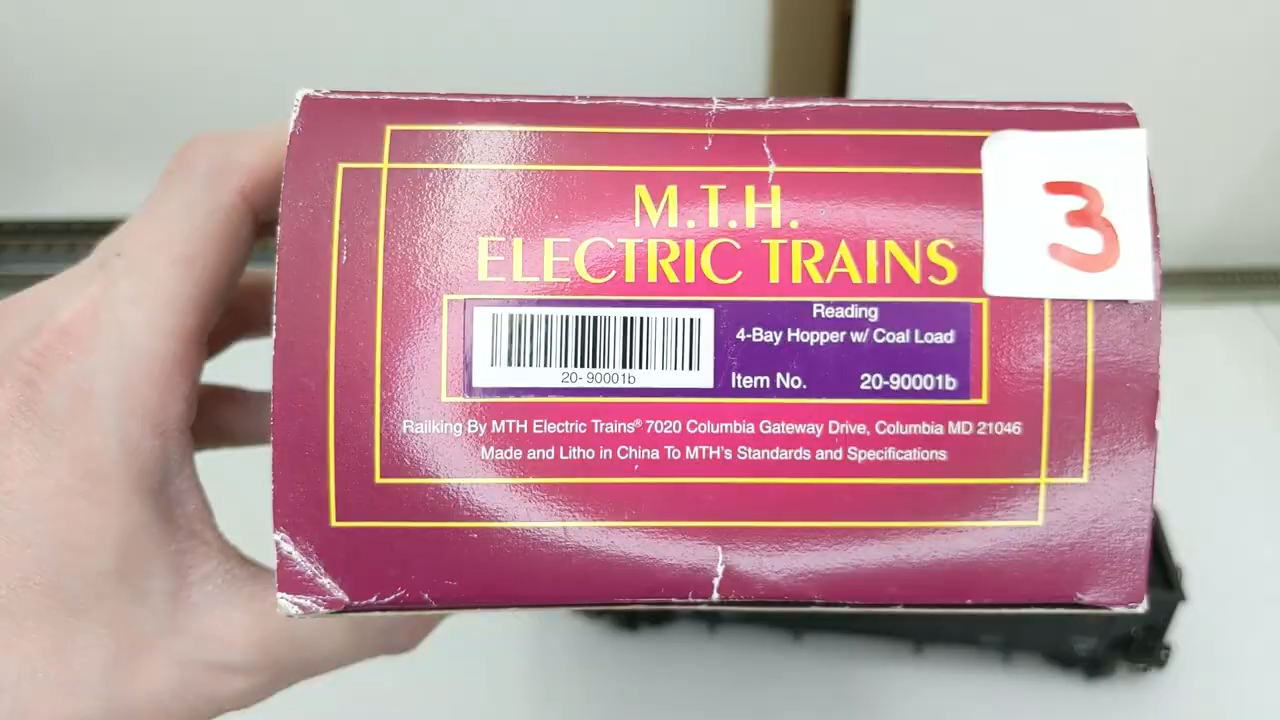 M.T.H.
ELECTRIC TRAINS
3
Reading
4-Bay Hopper w/ Coal Load
20- 90001b
Item No. 20-90001b
Railking By MTH Electric Trains® 7020 Columbia Gateway Drive, Columbia MD 21046
Made and Litho in China To MTH's Standards and Specifications